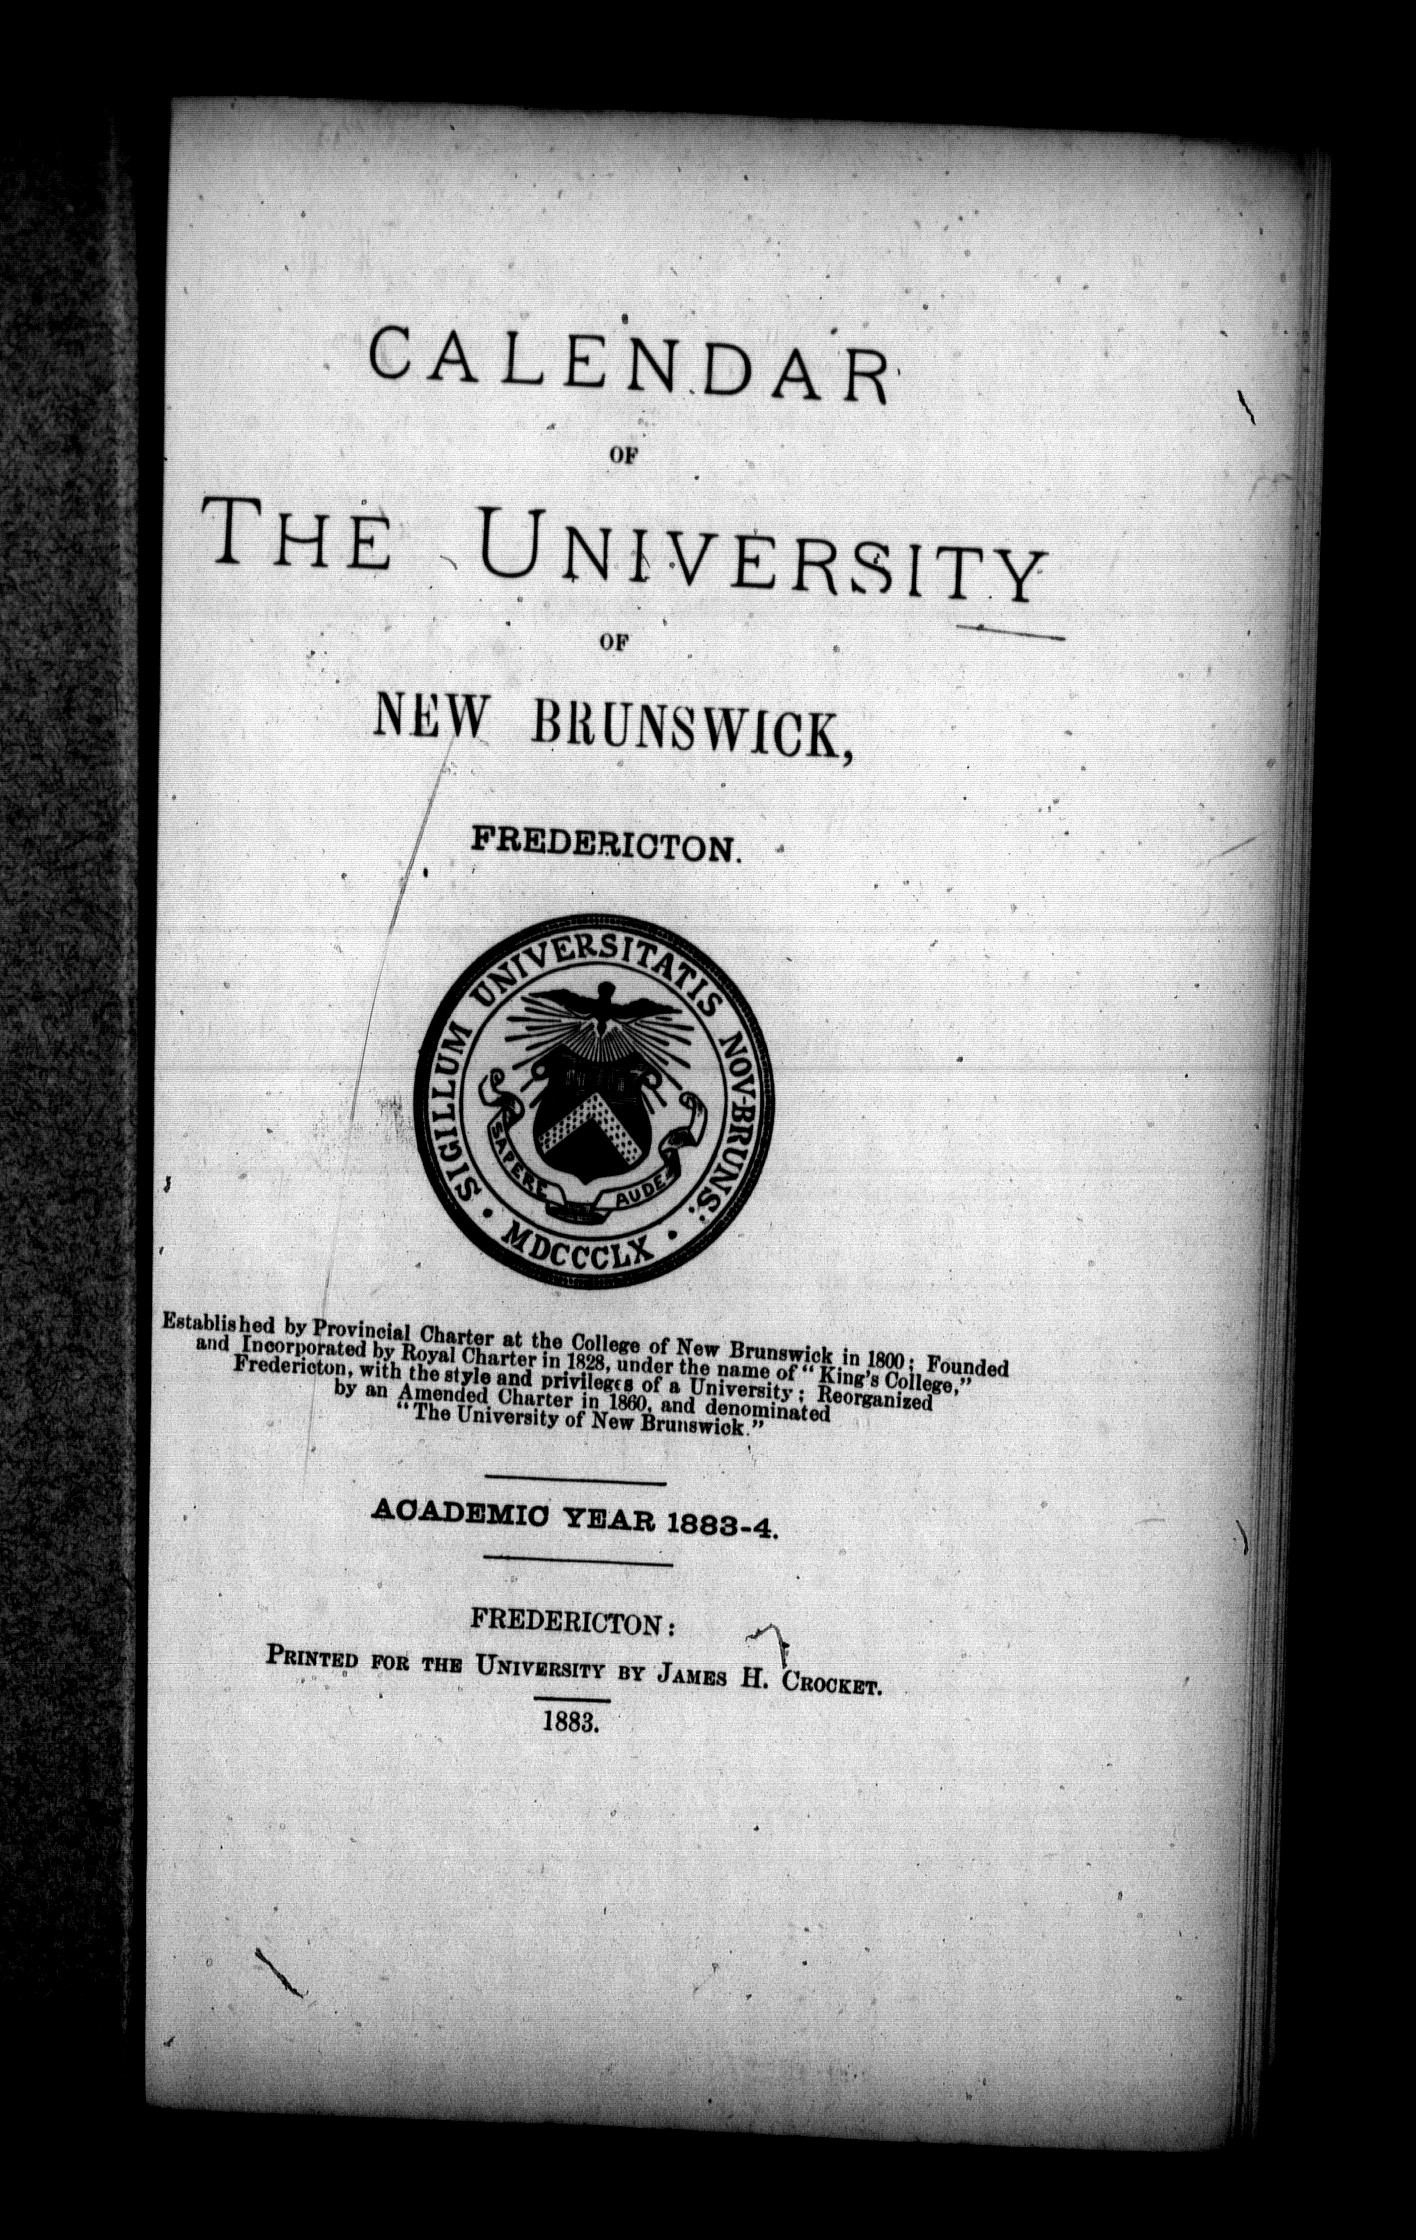 CALENDAR
OF
THE UNIVERSITY
OF
NEW BRUNSWICK,
FREDERICTON.
SIGILLUM UNIVERSITATIS NOV-BRUNS:
SAPERE AUDE
MDCCCLX
Established by Provincial Charter at the College of New Brunswick in 1800; Founded
and Incorporated by Royal Charter in 1828, under the name of "King's College,"
Fredericton, with the style and privileges of a University; Reorganized
by an Amended Charter in 1860, and denominated
"The University of New Brunswick."
ACADEMIC YEAR 1883-4.
FREDERICTON:
PRINTED FOR THE UNIVERSITY BY JAMES H. CROCKET.
1883.